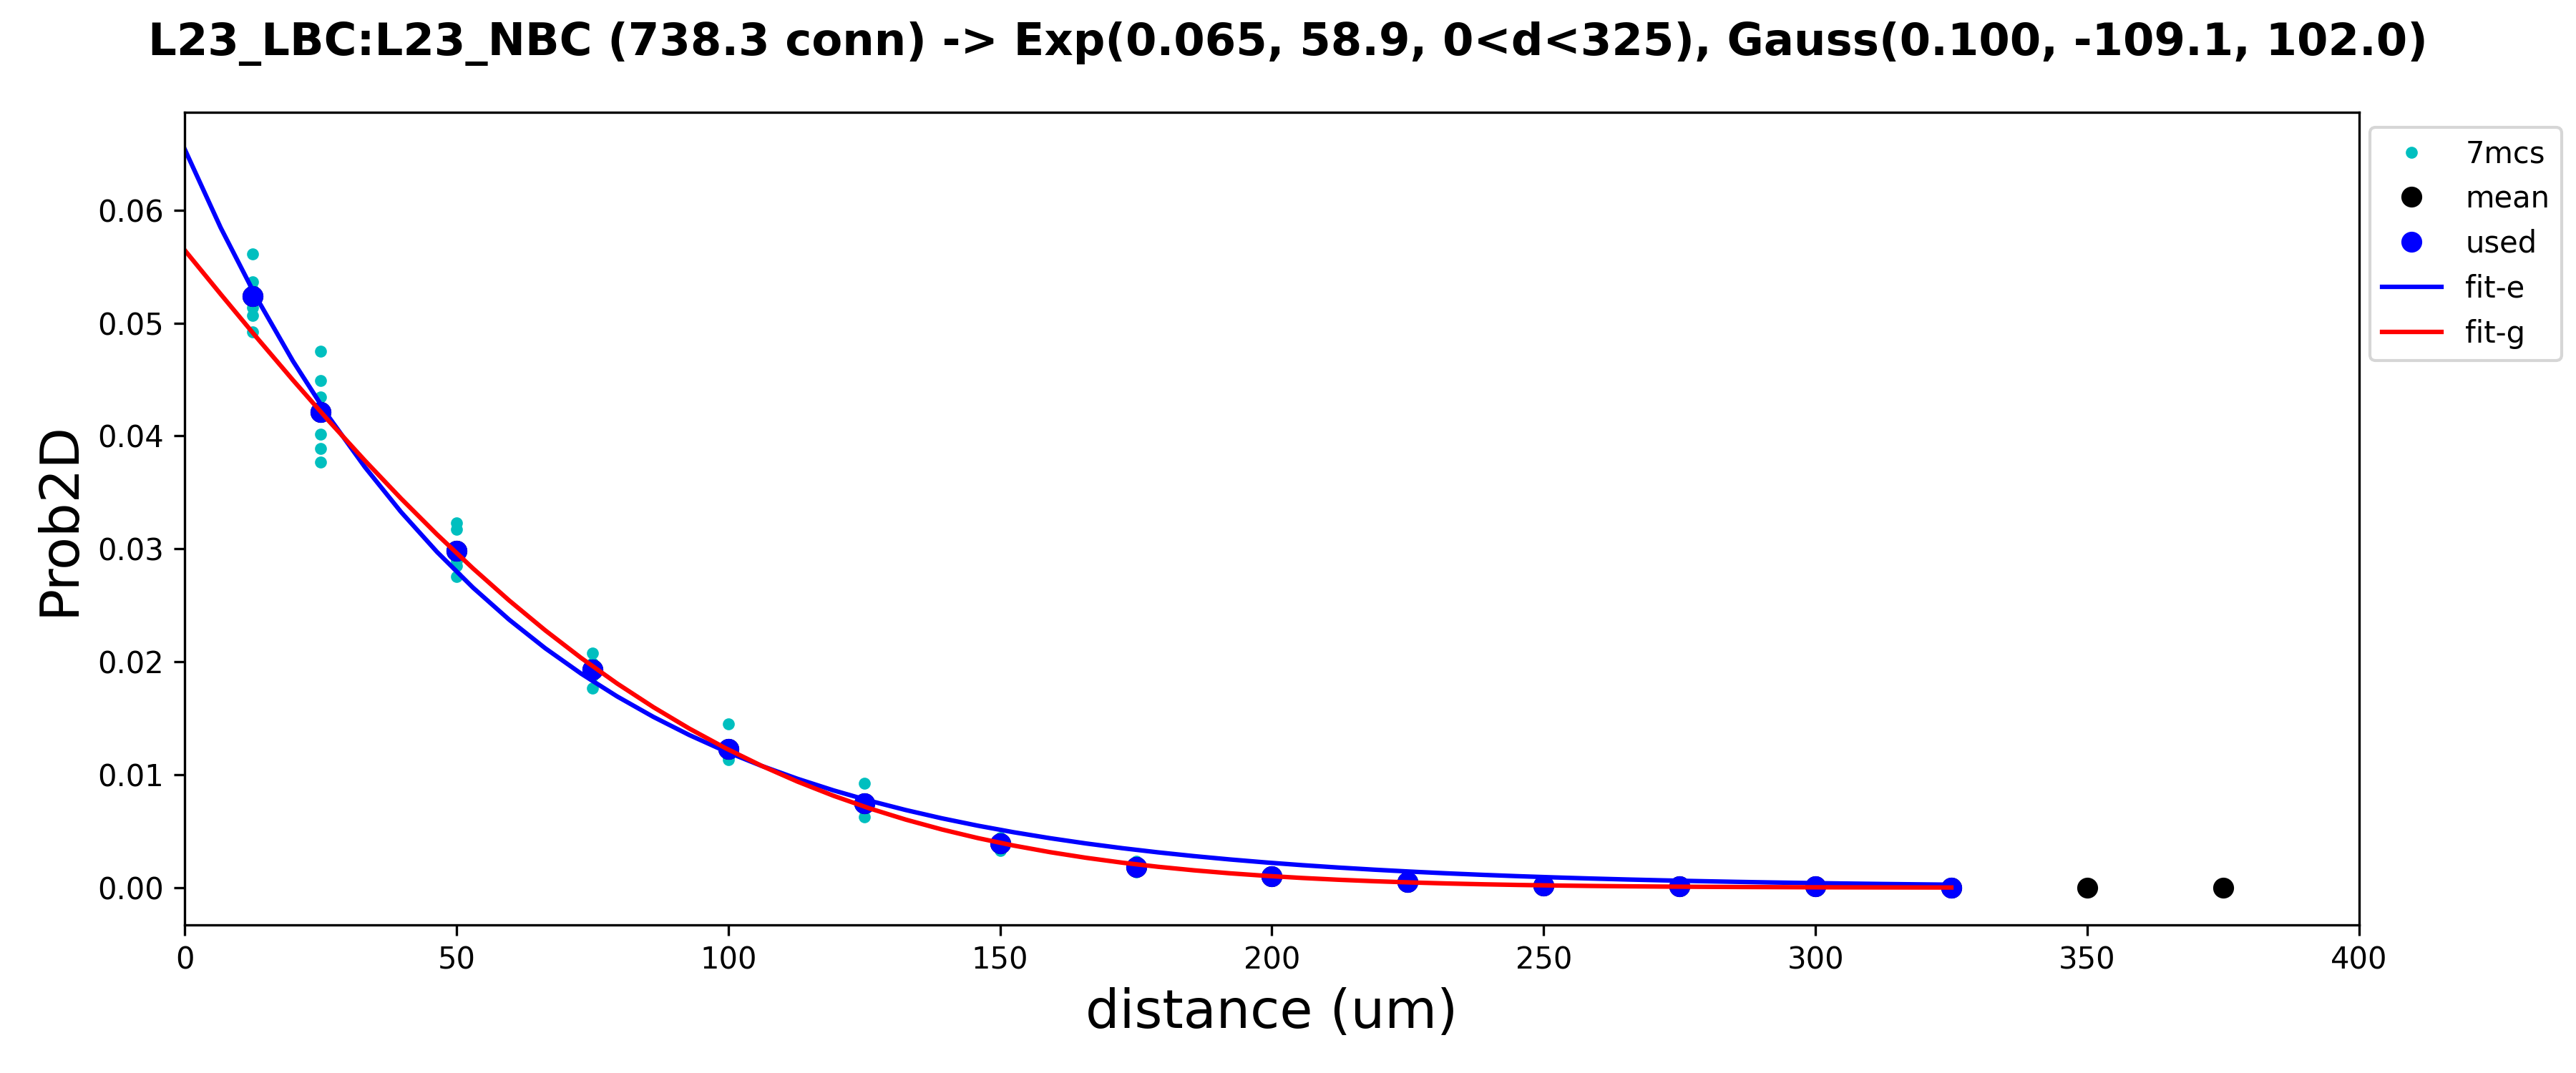 L23_LBC:L23_NBC (738.3 conn) -> Exp(0.065, 58.9, 0<d<325), Gauss(0.100, -109.1, 102.0)
7mcs
mean
used
fit-e
fit-g
Prob2D
0.06
0.05
0.04
0.03
0.02
0.01
0.00
0 50 100 150 200 250 300 350 400
distance (um)